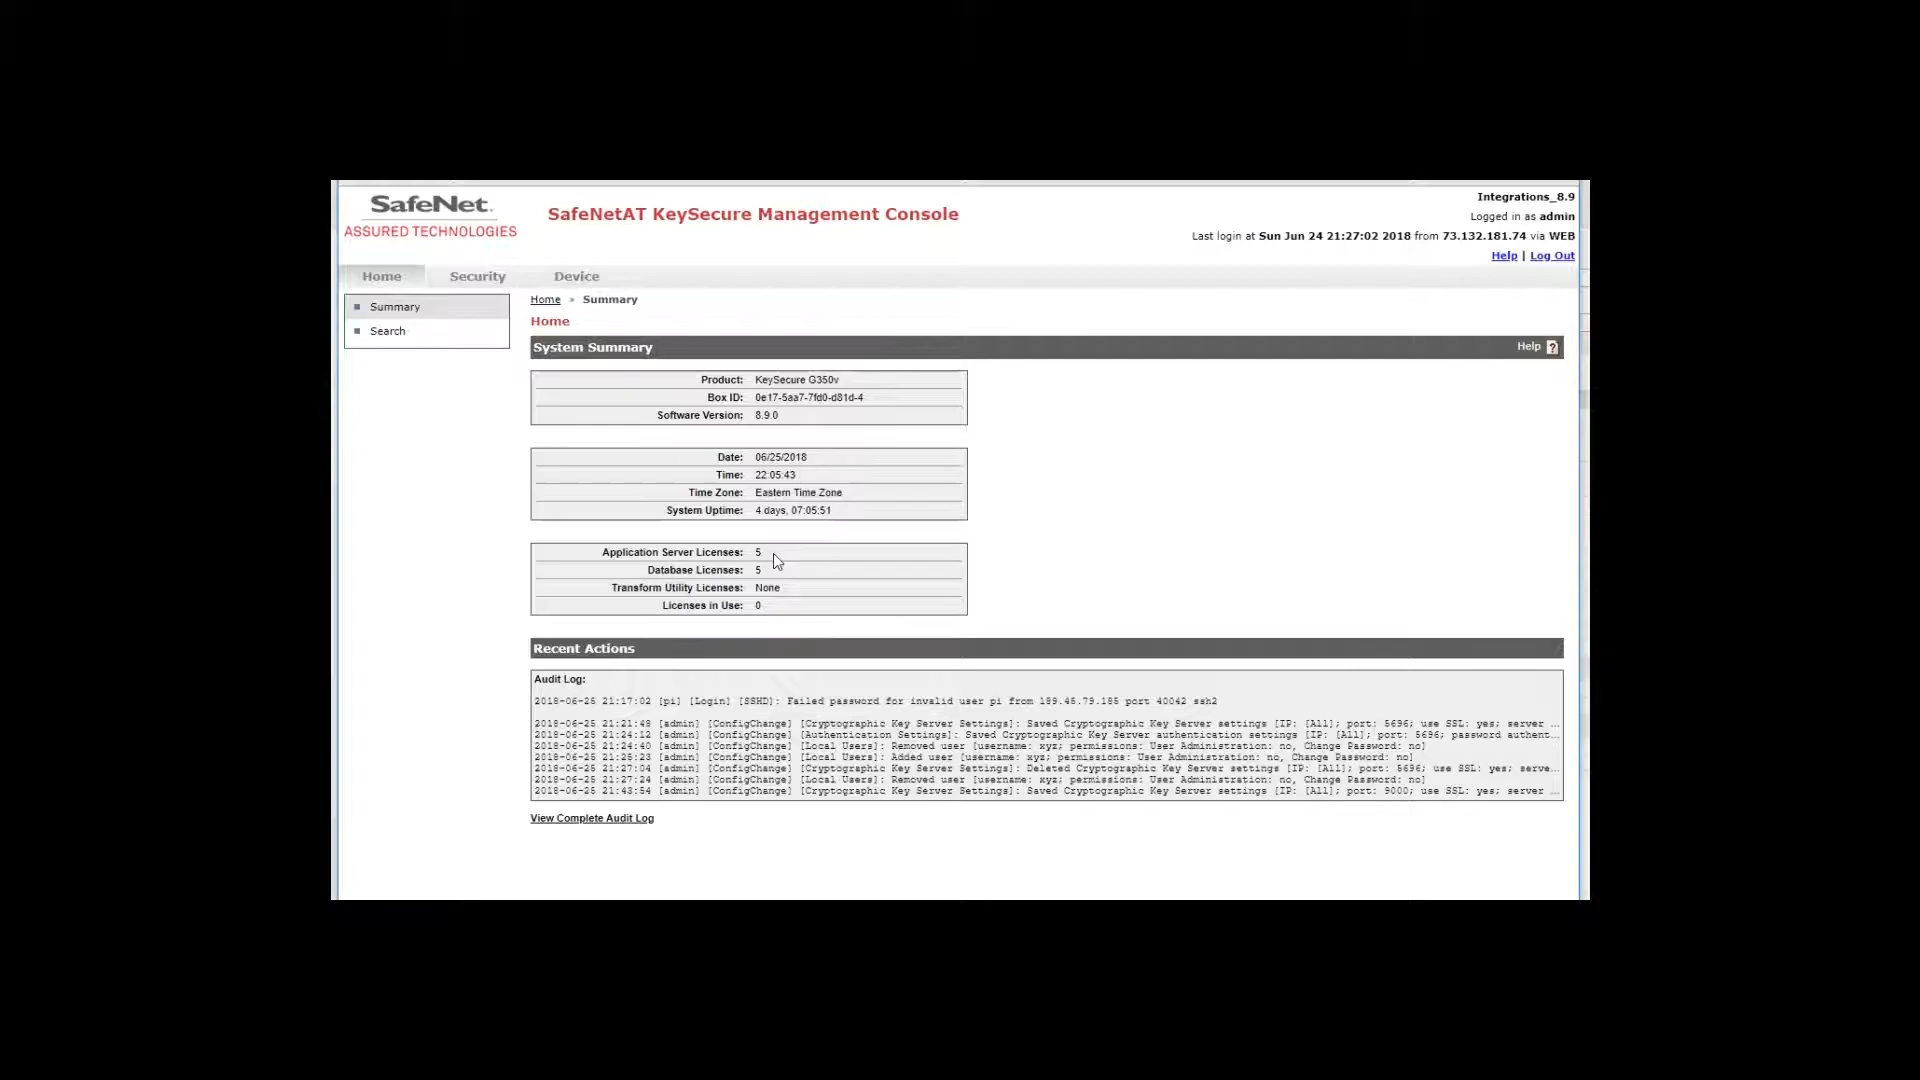 SafeNet.
ASSURED TECHNOLOGIES
SafeNetAT KeySecure Management Console
Integrations_8.9
Logged in as admin
Last login at Sun Jun 24 21:27:02 2018 from 73.132.181.74 via WEB
Help | Log Out
Home Security Device
Summary
Search
Home » Summary
Home
System Summary Help ?
Product: KeySecure G350v
Box ID: 0e17-5aa7-7fd0-d81d-4
Software Version: 8.9.0
Date: 06/25/2018
Time: 22:05:43
Time Zone: Eastern Time Zone
System Uptime: 4 days, 07:05:51
Application Server Licenses: 5
Database Licenses: 5
Transform Utility Licenses: None
Licenses in Use: 0
Recent Actions
Audit Log:
2018-06-25 21:17:02 [pi] [Login] [SSHD]: Failed password for invalid user pi from 189.45.79.185 port 40042 ssh2
2018-06-25 21:21:48 [admin] [ConfigChange] [Cryptographic Key Server Settings]: Saved Cryptographic Key Server settings [IP: [All]; port: 5696; use SSL: yes; server ...
2018-06-25 21:24:12 [admin] [ConfigChange] [Authentication Settings]: Saved Cryptographic Key Server authentication settings [IP: [All]; port: 5696; password authent...
2018-06-25 21:24:40 [admin] [ConfigChange] [Local Users]: Removed user [username: xyz; permissions: User Administration: no, Change Password: no]
2018-06-25 21:25:23 [admin] [ConfigChange] [Local Users]: Added user [username: xyz; permissions: User Administration: no, Change Password: no]
2018-06-25 21:27:04 [admin] [ConfigChange] [Cryptographic Key Server Settings]: Deleted Cryptographic Key Server settings [IP: [All]; port: 5696; use SSL: yes; serve...
2018-06-25 21:27:24 [admin] [ConfigChange] [Local Users]: Removed user [username: xyz; permissions: User Administration: no, Change Password: no]
2018-06-25 21:43:54 [admin] [ConfigChange] [Cryptographic Key Server Settings]: Saved Cryptographic Key Server settings [IP: [All]; port: 9000; use SSL: yes; server ...
View Complete Audit Log